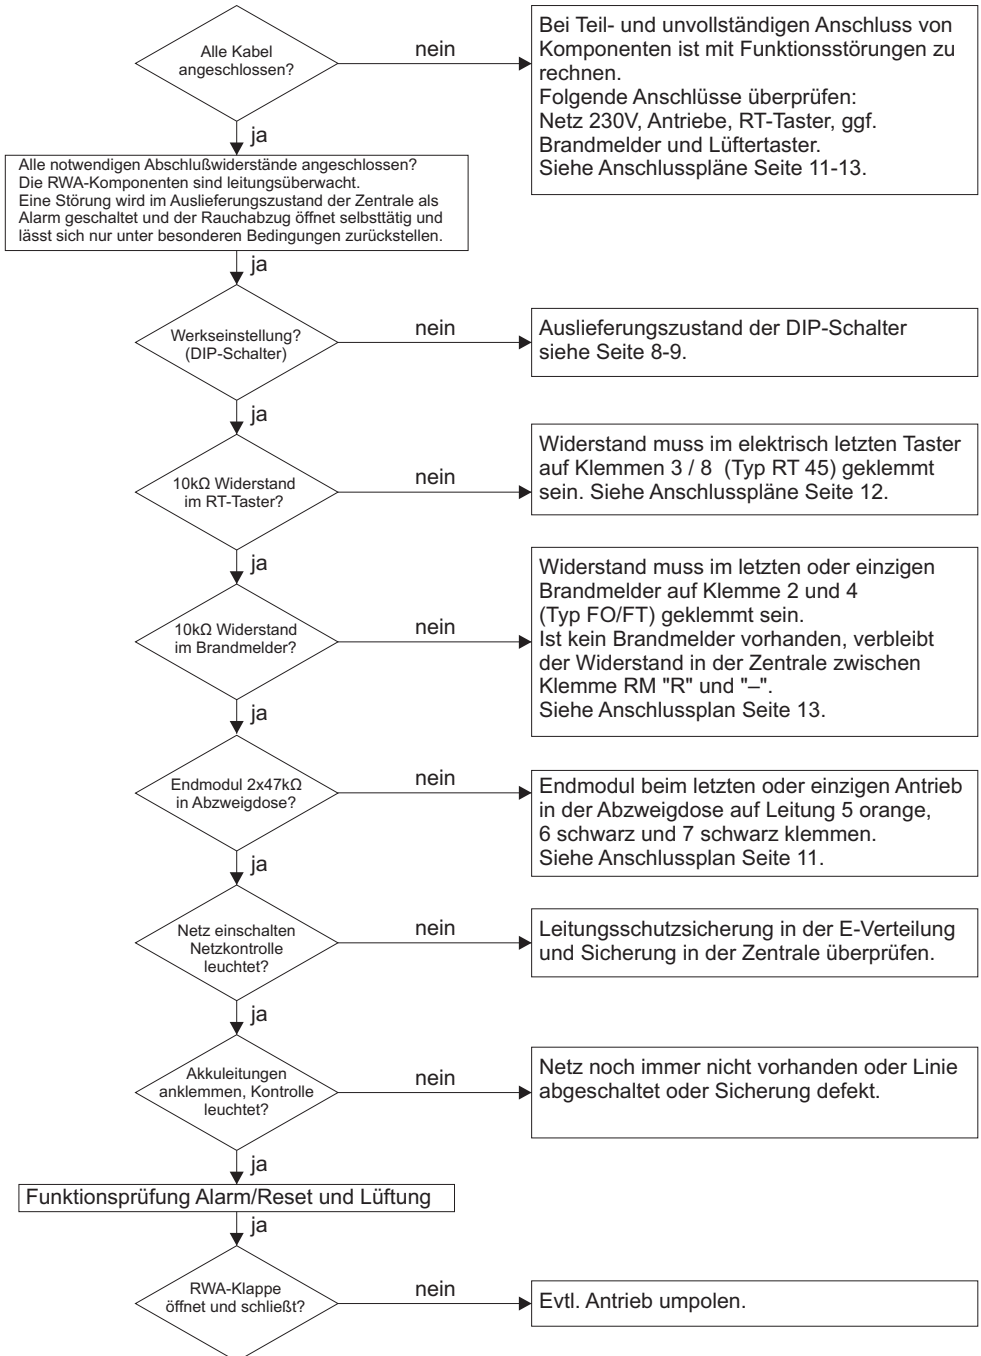 Alle Kabel
angeschlossen?
nein
Bei Teil- und unvollständigen Anschluss von
Komponenten ist mit Funktionsstörungen zu
rechnen.
Folgende Anschlüsse überprüfen:
Netz 230V, Antriebe, RT-Taster, ggf.
Brandmelder und Lüftertaster.
Siehe Anschlusspläne Seite 11-13.
ja
Alle notwendigen Abschlußwiderstände angeschlossen?
Die RWA-Komponenten sind leitungsüberwacht.
Eine Störung wird im Auslieferungszustand der Zentrale als
Alarm geschaltet und der Rauchabzug öffnet selbsttätig und
lässt sich nur unter besonderen Bedingungen zurückstellen.
ja
Werkseinstellung?
(DIP-Schalter)
nein
Auslieferungszustand der DIP-Schalter
siehe Seite 8-9.
ja
10kΩ Widerstand
im RT-Taster?
nein
Widerstand muss im elektrisch letzten Taster
auf Klemmen 3 / 8 (Typ RT 45) geklemmt
sein. Siehe Anschlusspläne Seite 12.
ja
10kΩ Widerstand
im Brandmelder?
nein
Widerstand muss im letzten oder einzigen
Brandmelder auf Klemme 2 und 4
(Typ FO/FT) geklemmt sein.
Ist kein Brandmelder vorhanden, verbleibt
der Widerstand in der Zentrale zwischen
Klemme RM "R" und "–".
Siehe Anschlussplan Seite 13.
ja
Endmodul 2x47kΩ
in Abzweigdose?
nein
Endmodul beim letzten oder einzigen Antrieb
in der Abzweigdose auf Leitung 5 orange,
6 schwarz und 7 schwarz klemmen.
Siehe Anschlussplan Seite 11.
ja
Netz einschalten
Netzkontrolle
leuchtet?
nein
Leitungsschutzsicherung in der E-Verteilung
und Sicherung in der Zentrale überprüfen.
ja
Akkuleitungen
anklemmen, Kontrolle
leuchtet?
nein
Netz noch immer nicht vorhanden oder Linie
abgeschaltet oder Sicherung defekt.
ja
Funktionsprüfung Alarm/Reset und Lüftung
ja
RWA-Klappe
öffnet und schließt?
nein
Evtl. Antrieb umpolen.